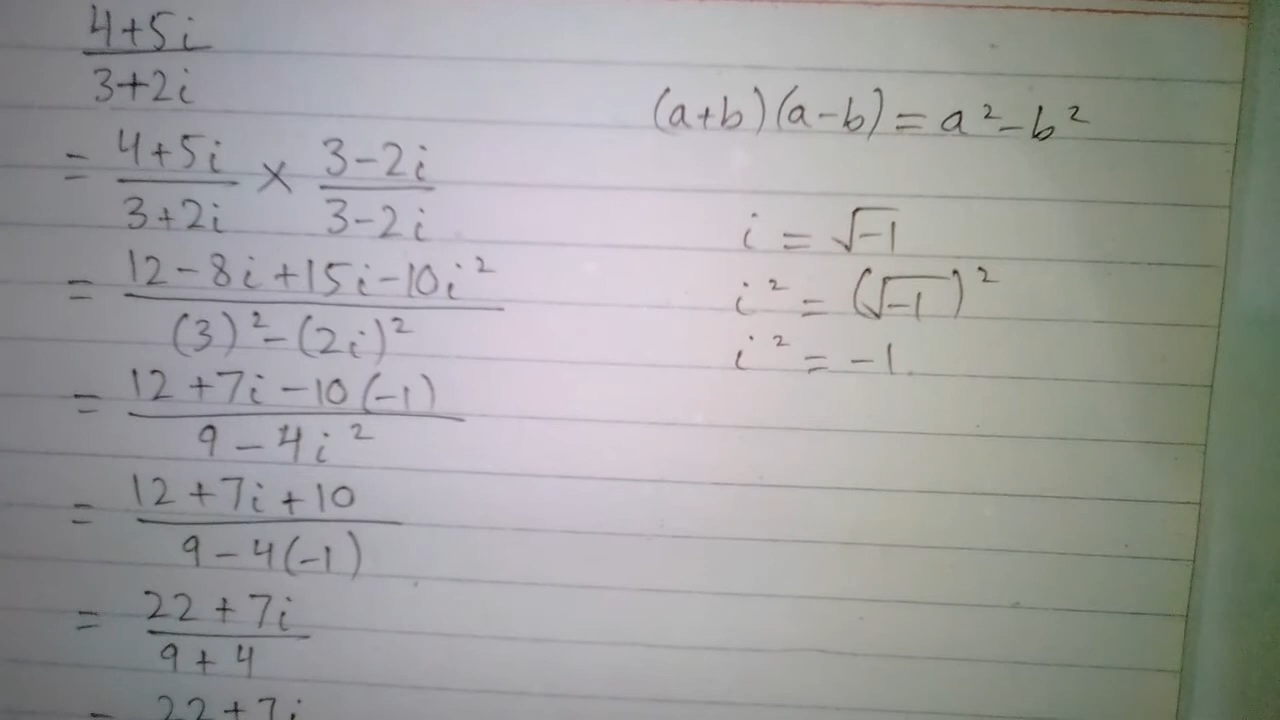 4+5i
3+2i
= 4+5i × 3-2i
3+2i 3-2i
= 12-8i+15i-10i²
(3)²-(2i)²
= 12+7i-10(-1)
9-4i²
= 12+7i+10
9-4(-1)
= 22+7i
9+4
= 22+7i
(a+b)(a-b)=a²-b²
i = √-1
i² = (√-1)²
i² = -1